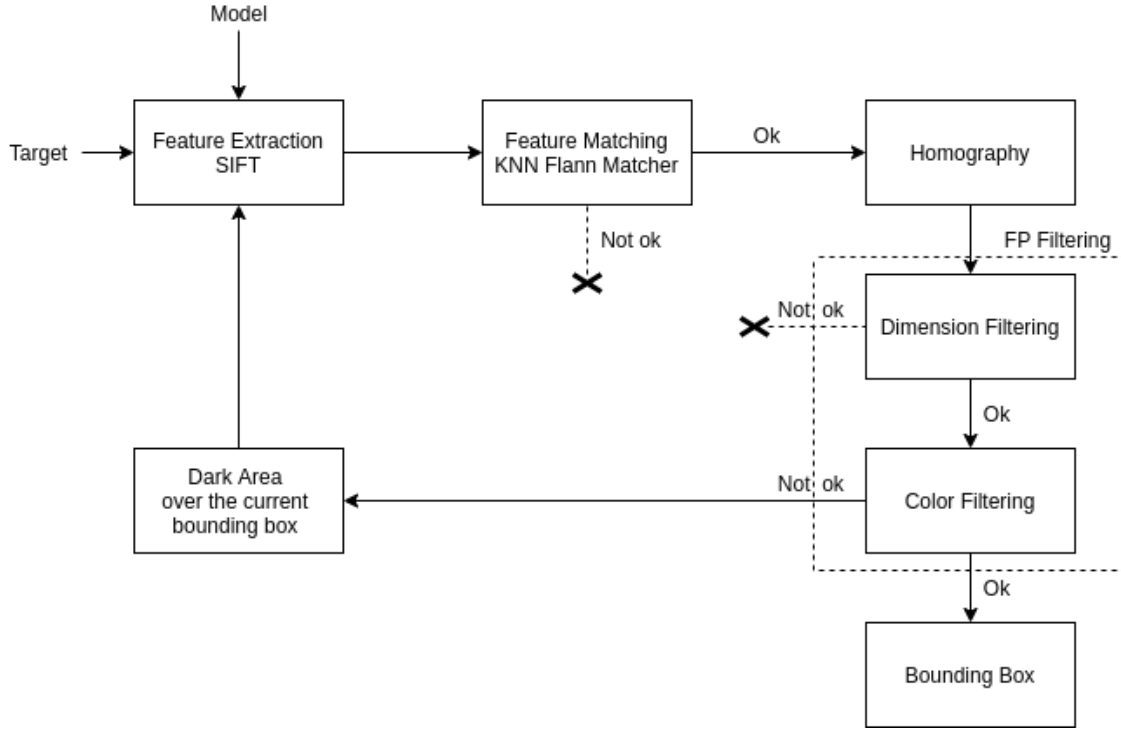 Model
Target
Feature Extraction
SIFT
Feature Matching
KNN Flann Matcher
Ok
Homography
Not ok
FP Filtering
Not ok
Dimension Filtering
Ok
Dark Area
over the current
bounding box
Not ok
Color Filtering
Ok
Bounding Box